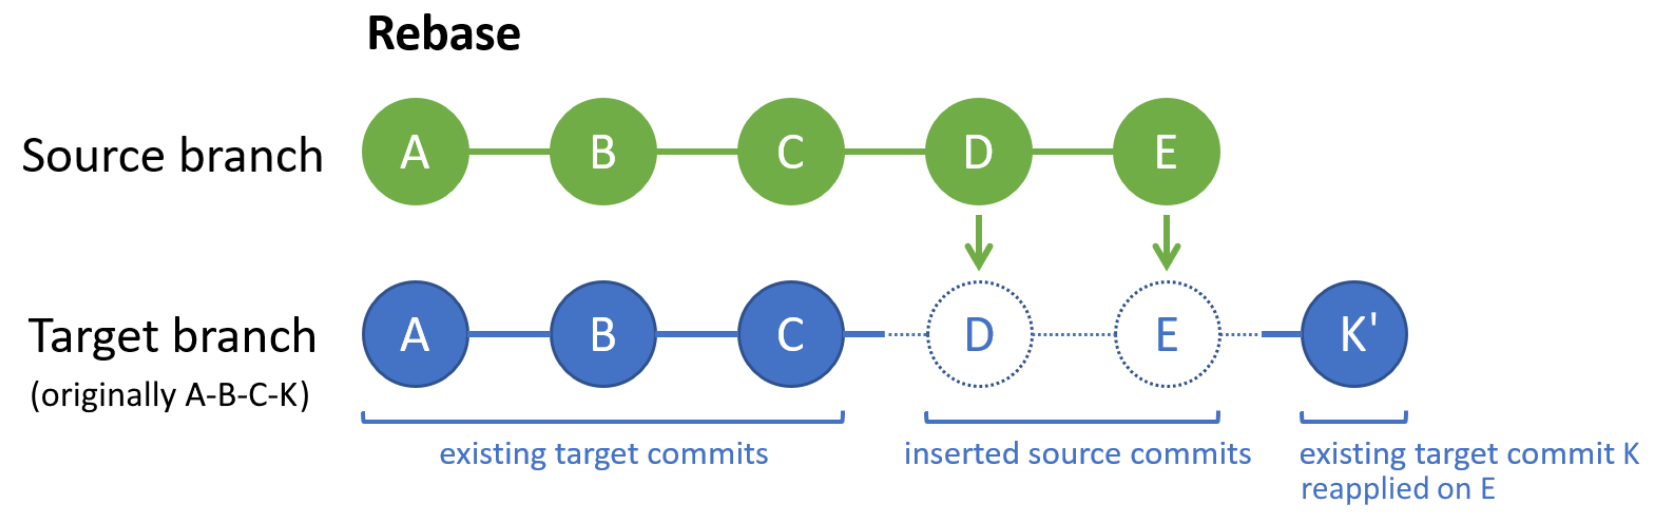 Rebase
Source branch
A B C D E
Target branch
(originally A-B-C-K)
A B C D E K'
existing target commits
inserted source commits
existing target commit K
reapplied on E